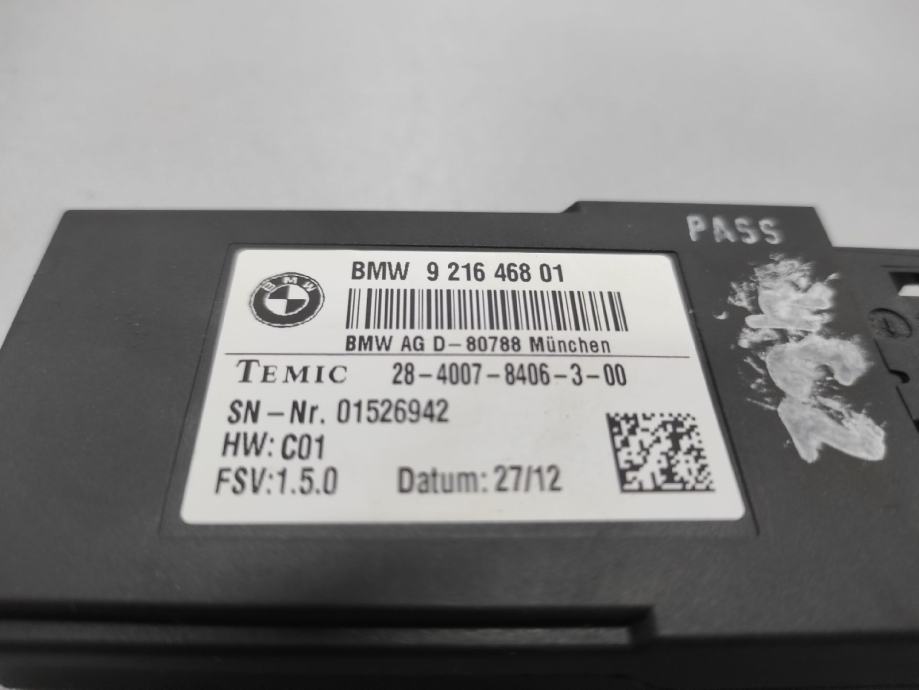 PASS
BMW 9 216 468 01
BMW
BMW AG D-80788 München
TEMIC 28-4007-8406-3-00
SN-Nr. 01526942
HW: C01
FSV:1.5.0 Datum: 27/12